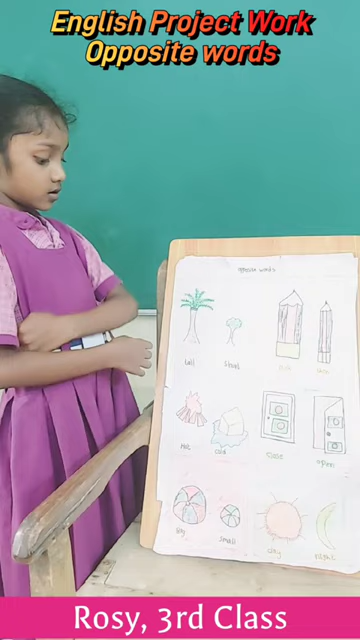 English Project Work
Opposite words
opposite words
tall short
hot cold close open
big small day night
Rosy, 3rd Class